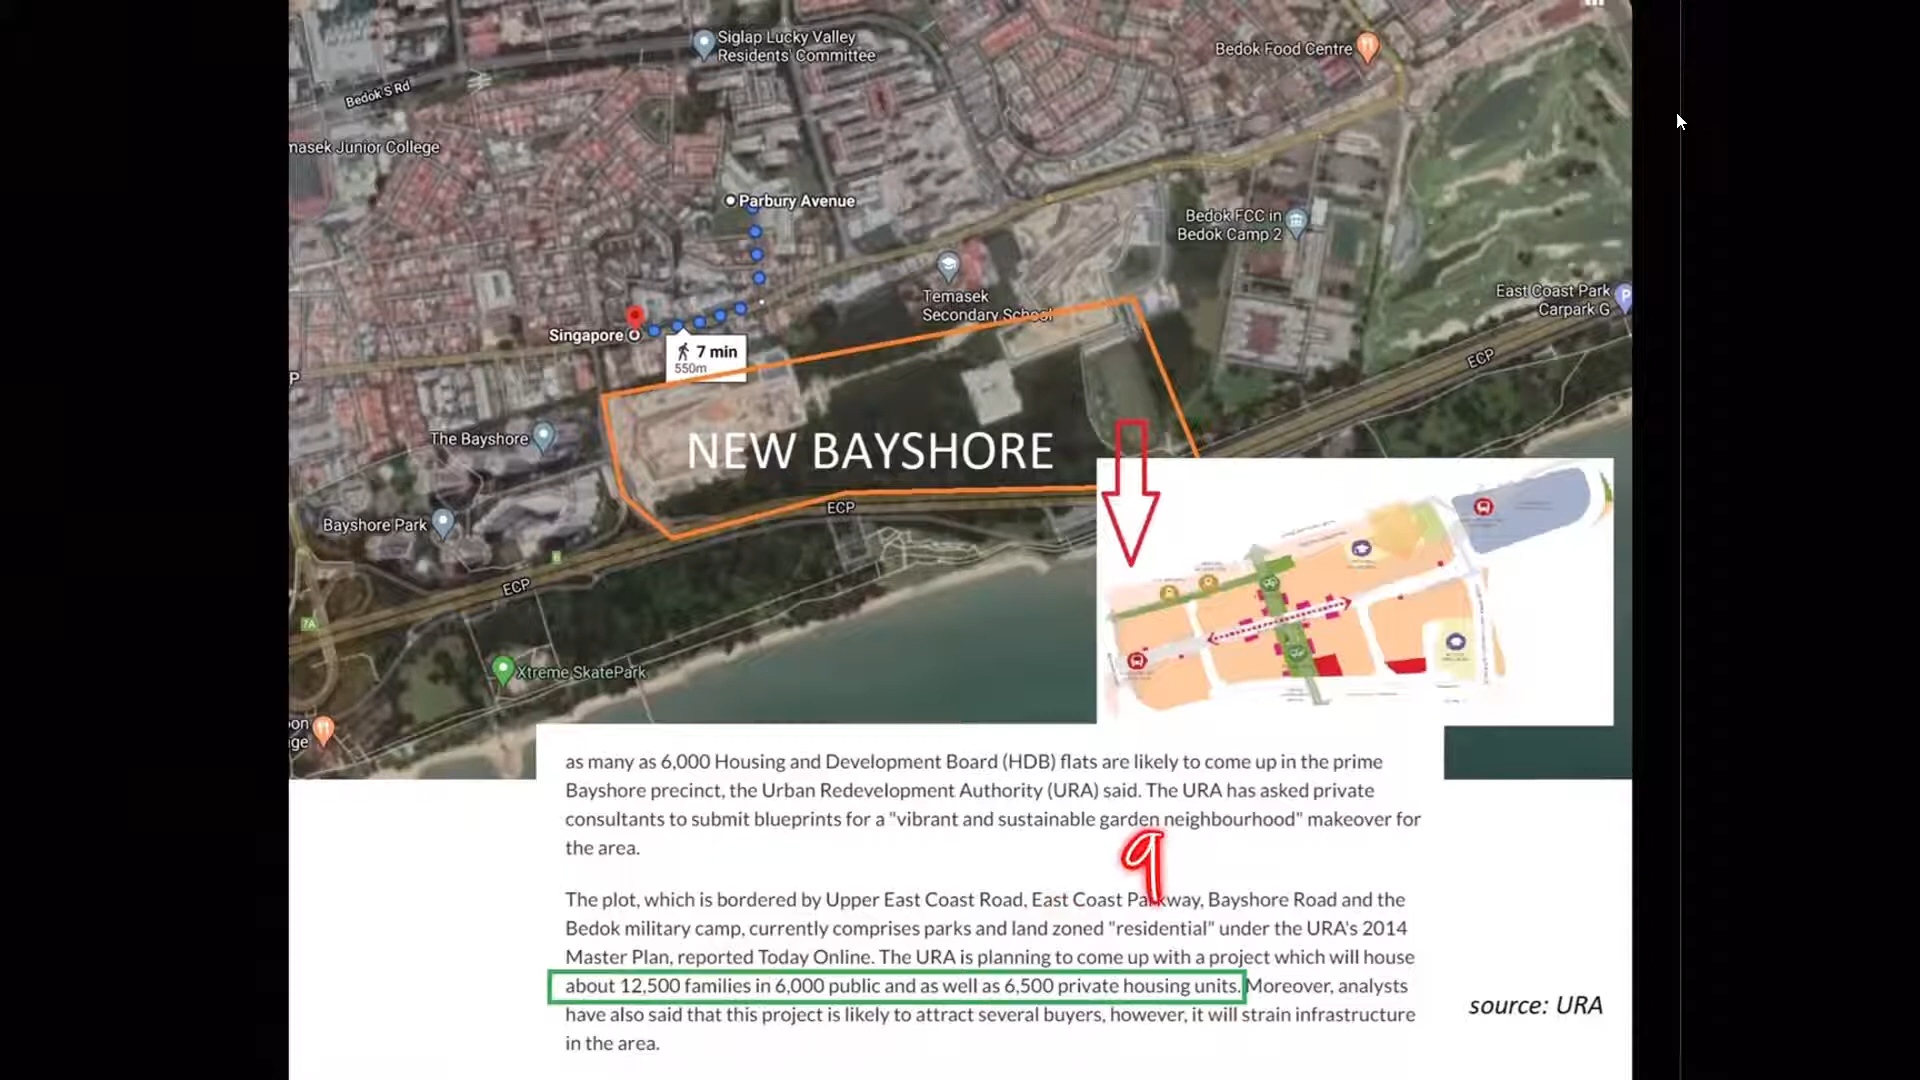 Siglap Lucky Valley
Residents' Committee
Bedok Food Centre
Bedok S Rd
masek Junior College
Parbury Avenue
Bedok FCC in
Bedok Camp 2
Temasek
Secondary School
East Coast Park
Carpark G
P
Singapore
7 min
550m
ECP
P
The Bayshore
NEW BAYSHORE
Bayshore Park
ECP
6
ECP
7A
Xtreme SkatePark
on
ge
as many as 6,000 Housing and Development Board (HDB) flats are likely to come up in the prime
Bayshore precinct, the Urban Redevelopment Authority (URA) said. The URA has asked private
consultants to submit blueprints for a "vibrant and sustainable garden neighbourhood" makeover for
the area.
9
The plot, which is bordered by Upper East Coast Road, East Coast Parkway, Bayshore Road and the
Bedok military camp, currently comprises parks and land zoned "residential" under the URA's 2014
Master Plan, reported Today Online. The URA is planning to come up with a project which will house
about 12,500 families in 6,000 public and as well as 6,500 private housing units. Moreover, analysts
have also said that this project is likely to attract several buyers, however, it will strain infrastructure
in the area.
source: URA